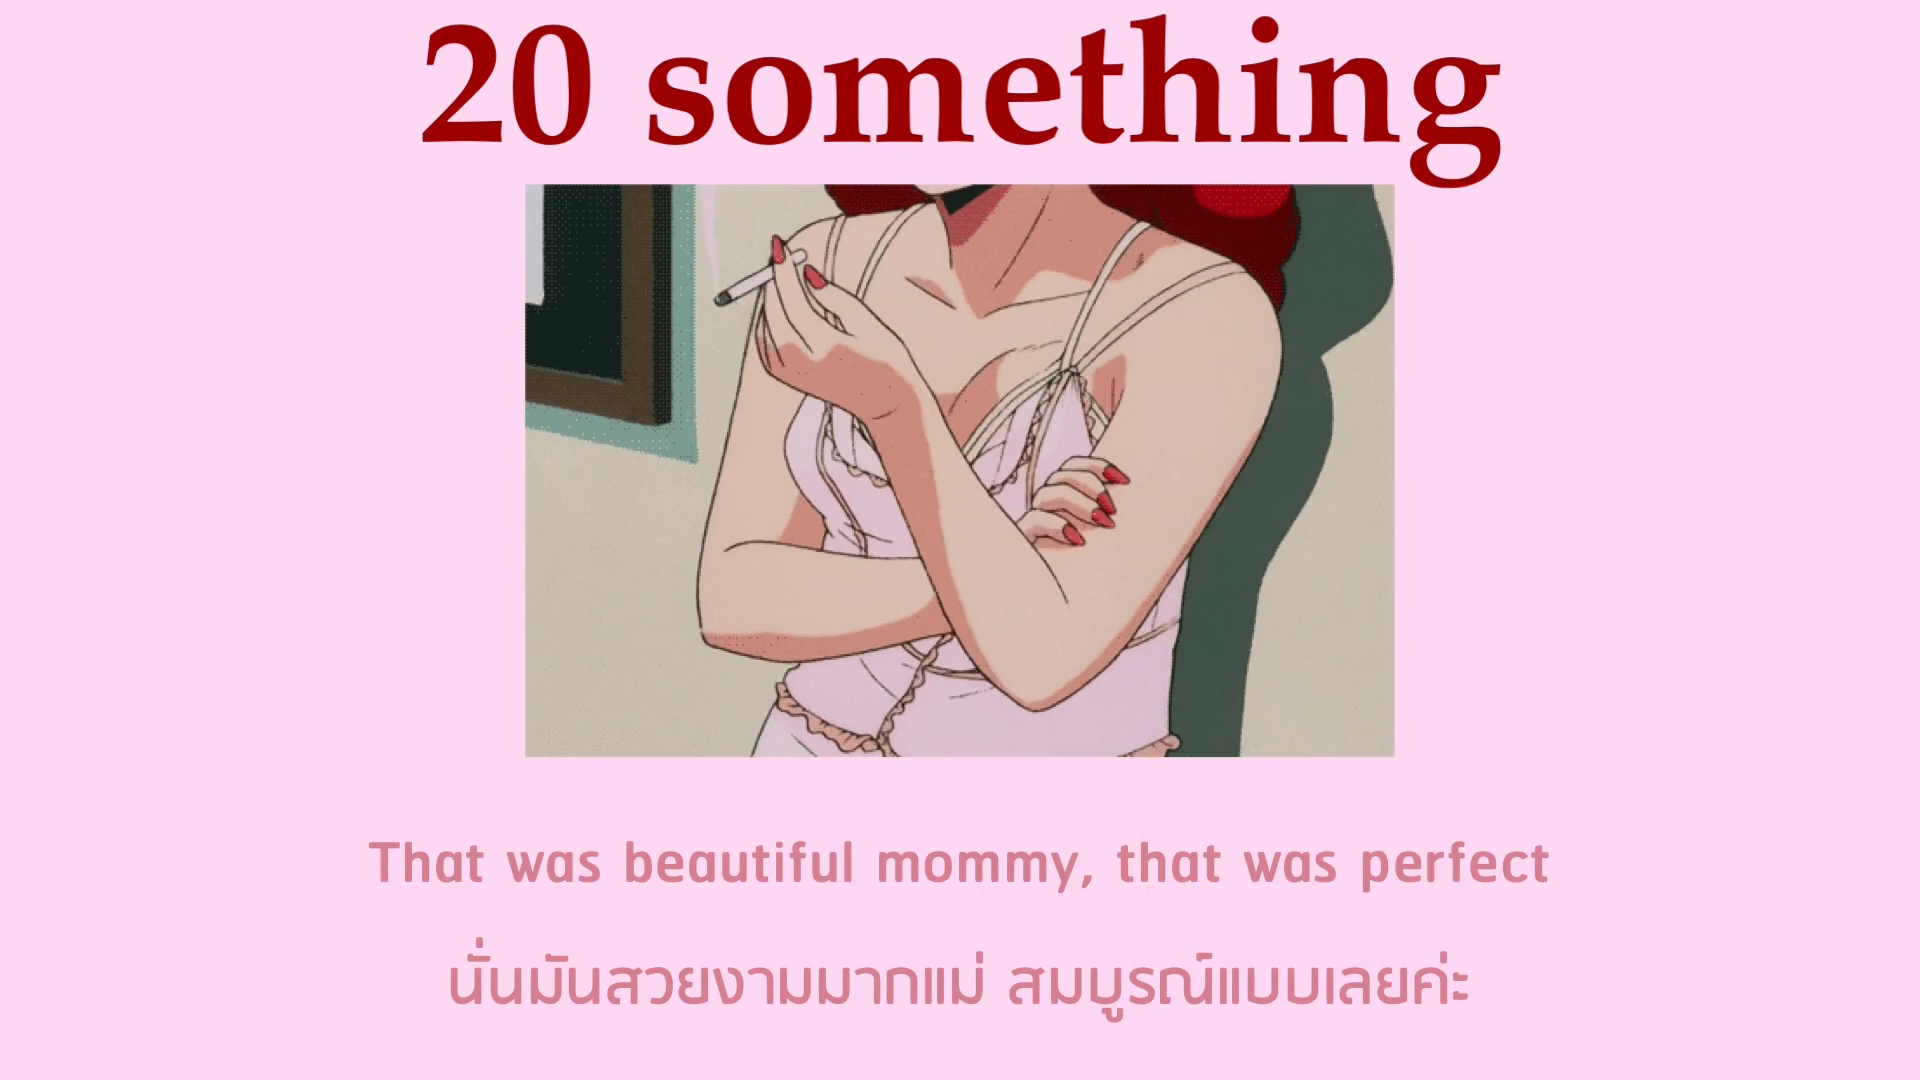 20 something
That was beautiful mommy, that was perfect
นั่นมันสวยงามมากแม่ สมบูรณ์แบบเลยค่ะ